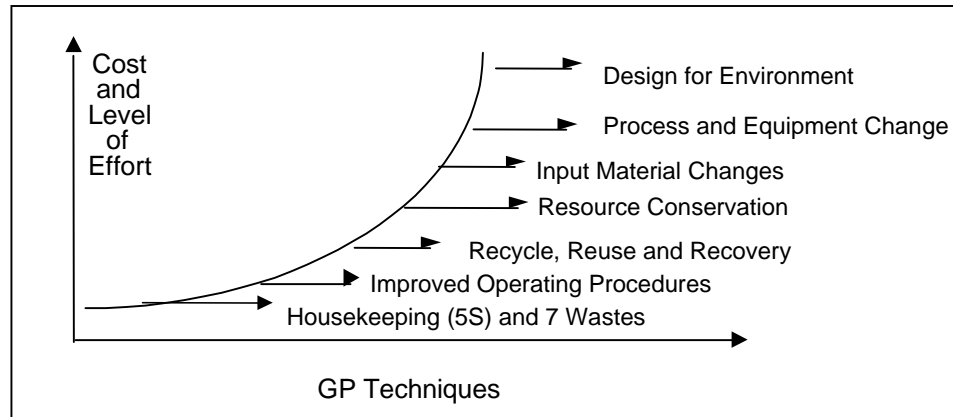 Cost
and
Level
of
Effort
Design for Environment
Process and Equipment Change
Input Material Changes
Resource Conservation
Recycle, Reuse and Recovery
Improved Operating Procedures
Housekeeping (5S) and 7 Wastes
GP Techniques